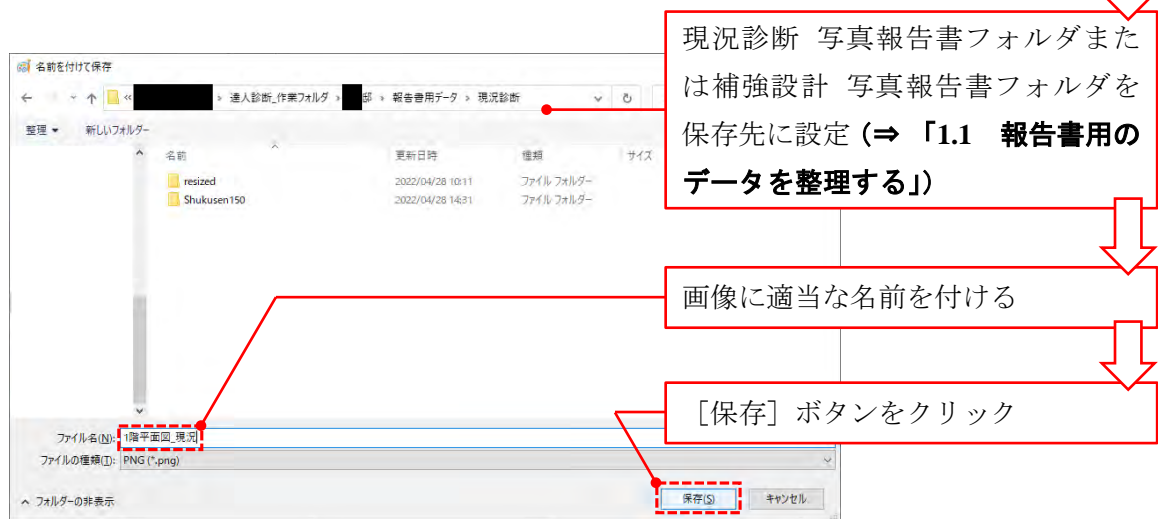 現況診断 写真報告書フォルダまた
は補強設計 写真報告書フォルダを
保存先に設定（⇒ 「1.1 報告書用の
データを整理する」）
名前を付けて保存
« > 達人診断_作業フォルダ > 邸 > 報告書用データ > 現況診断
整理 新しいフォルダー
名前 更新日時 種類 サイズ
resized 2022/04/28 10:11 ファイル フォルダー
Shukusen150 2022/04/28 14:31 ファイル フォルダー
画像に適当な名前を付ける
［保存］ボタンをクリック
ファイル名(N): 1階平面図_現況
ファイルの種類(T): PNG (*.png)
フォルダーの非表示 保存(S) キャンセル